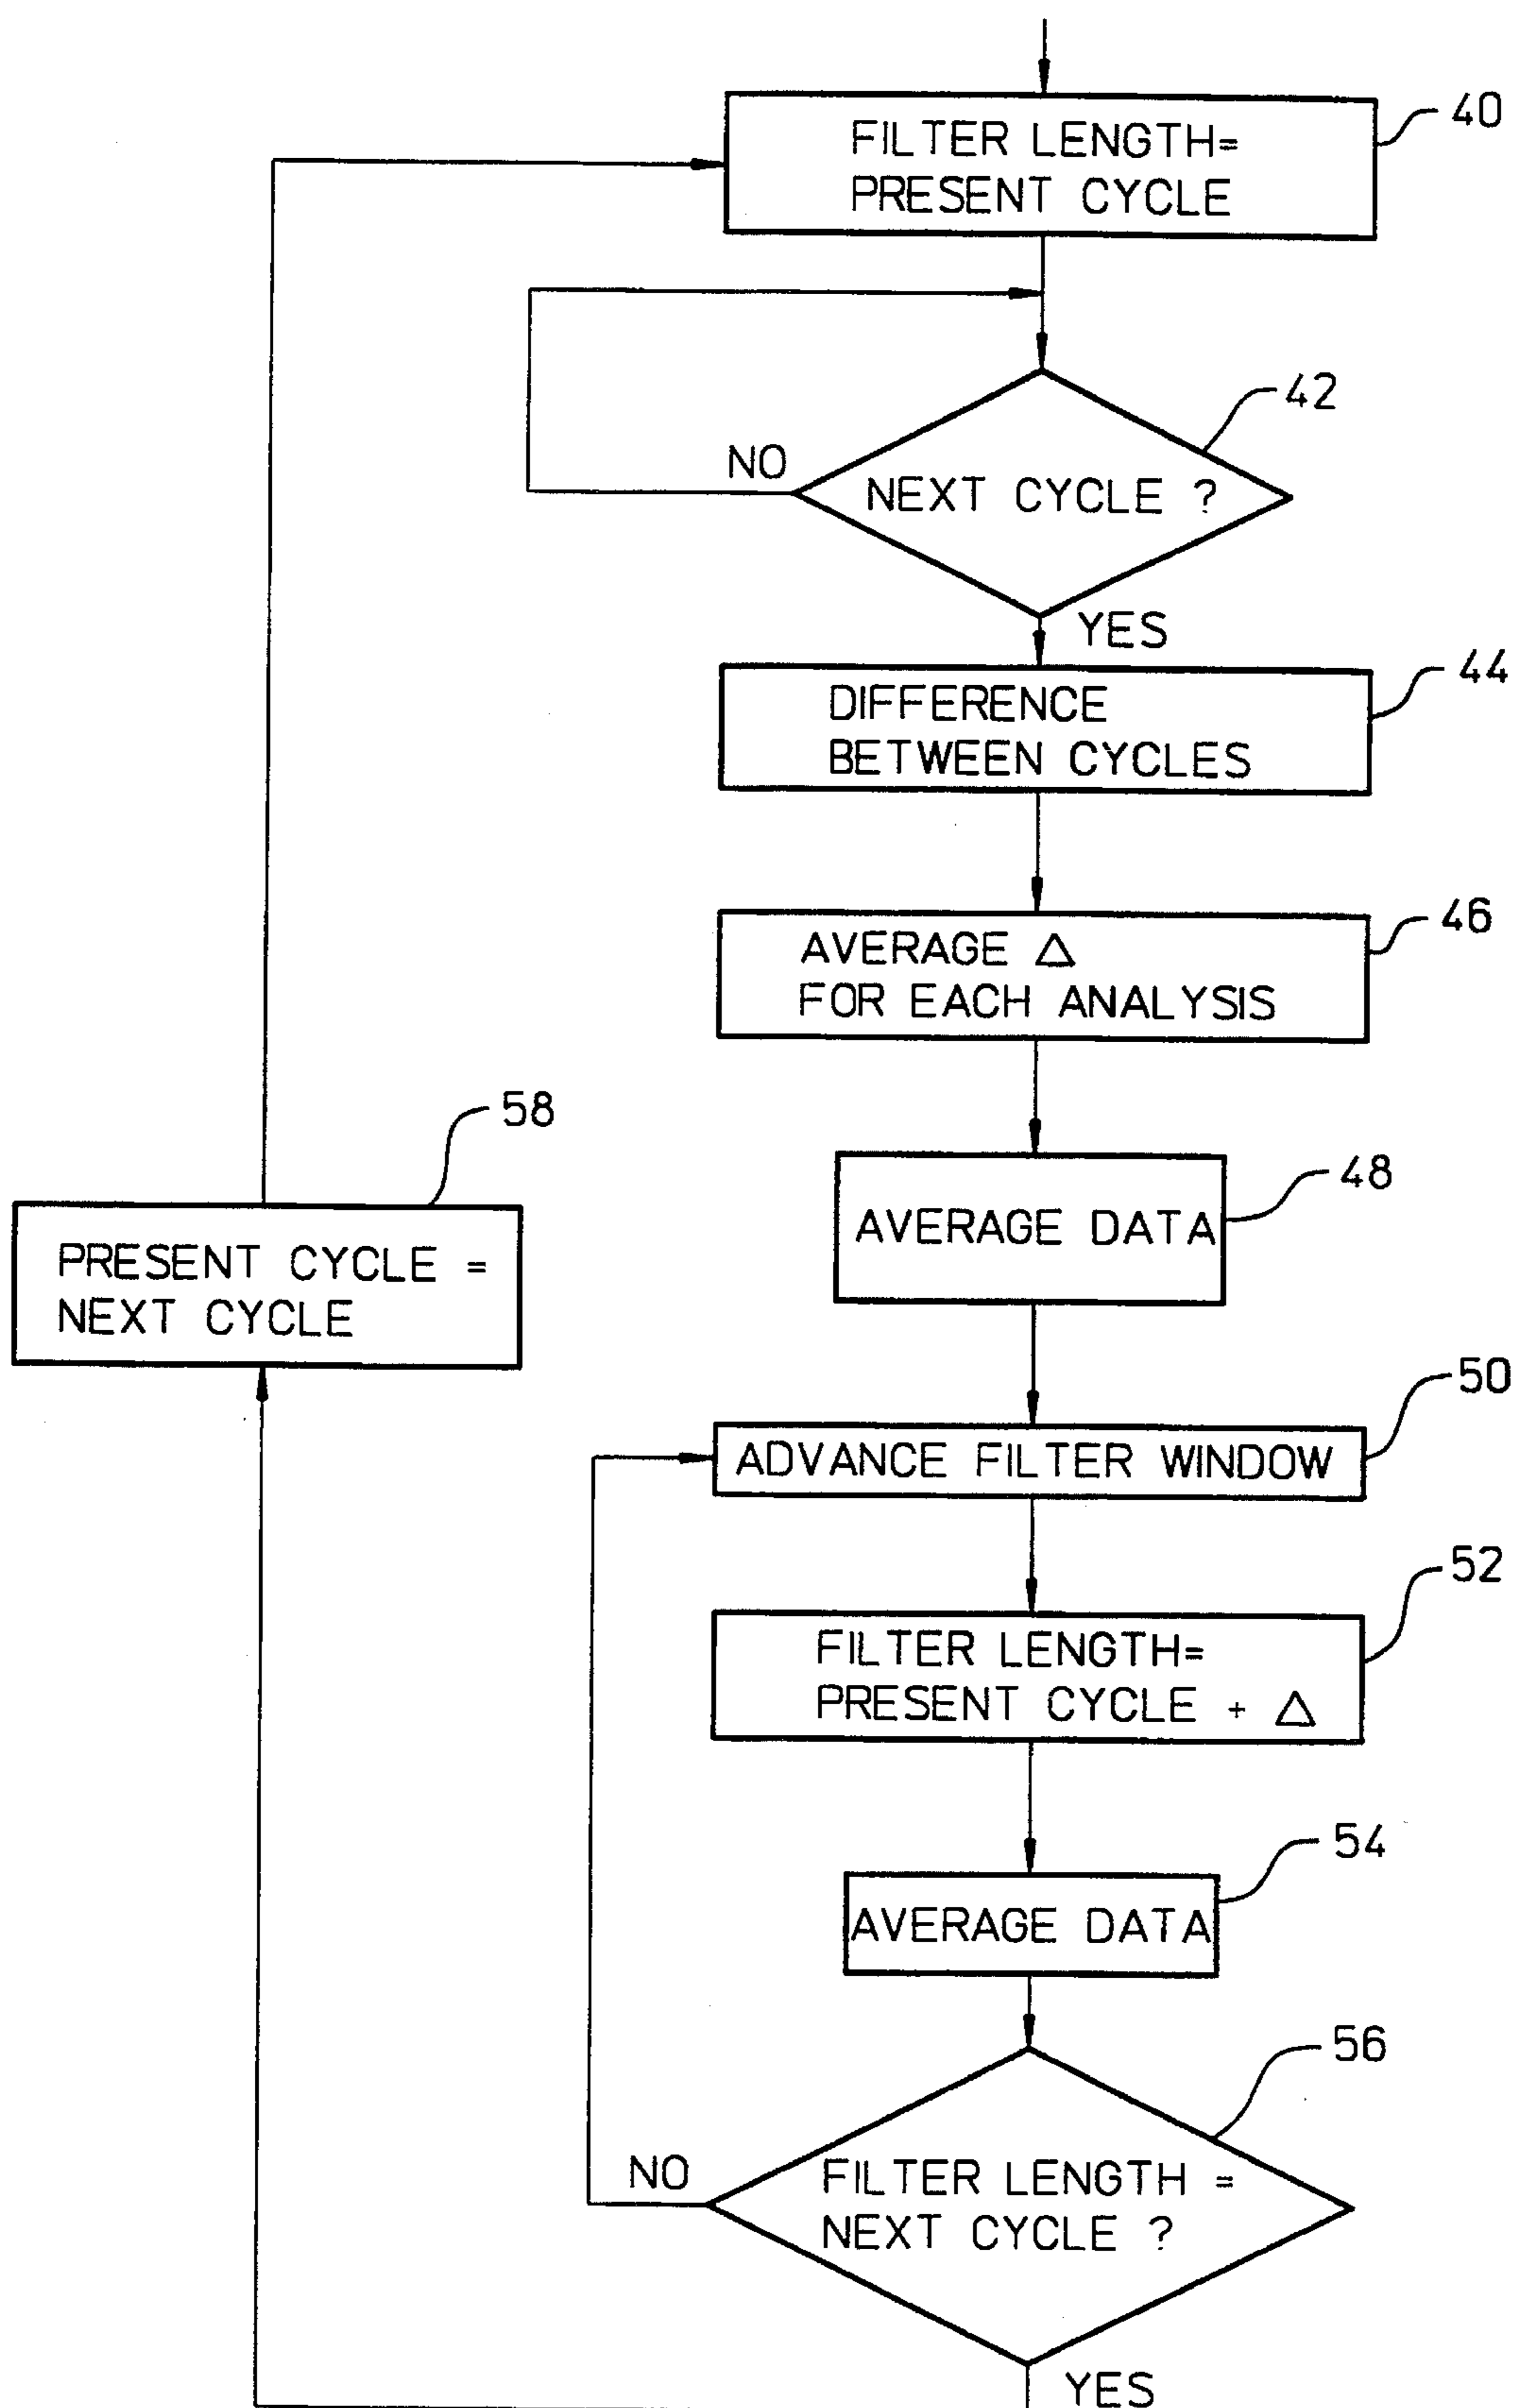 40
FILTER LENGTH=
PRESENT CYCLE
42
NO
NEXT CYCLE ?
YES
44
DIFFERENCE
BETWEEN CYCLES
46
AVERAGE △
FOR EACH ANALYSIS
58
48
AVERAGE DATA
PRESENT CYCLE =
NEXT CYCLE
50
ADVANCE FILTER WINDOW
52
FILTER LENGTH=
PRESENT CYCLE + △
54
AVERAGE DATA
56
NO
FILTER LENGTH =
NEXT CYCLE ?
YES